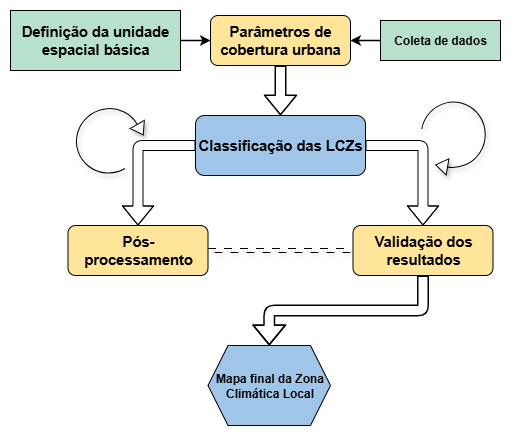 Definição da unidade
espacial básica
Parâmetros de
cobertura urbana
Coleta de dados
Classificação das LCZs
Pós-
processamento
Validação dos
resultados
Mapa final da Zona
Climática Local